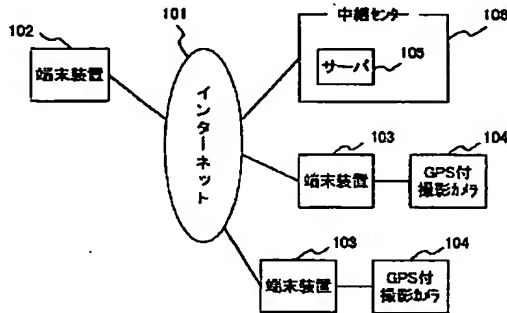 101
102
端末装置
インターネット
中継センター
106
サーバ
105
103
端末装置
104
GPS付
撮影カメラ
103
端末装置
104
GPS付
撮影カメラ